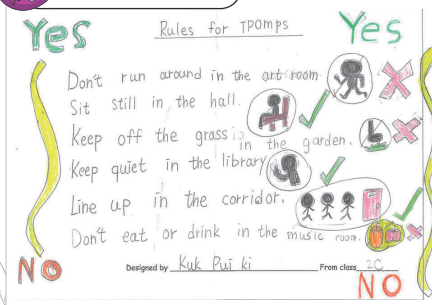 Yes Rules for TPOMPS Yes
Don't run around in the art room
Sit still in the hall.
Keep off the grass in the garden.
Keep quiet in the library
Line up in the corridor.
Don't eat or drink in the music room.
NO Designed by Kuk Pui ki From class 2C
NO